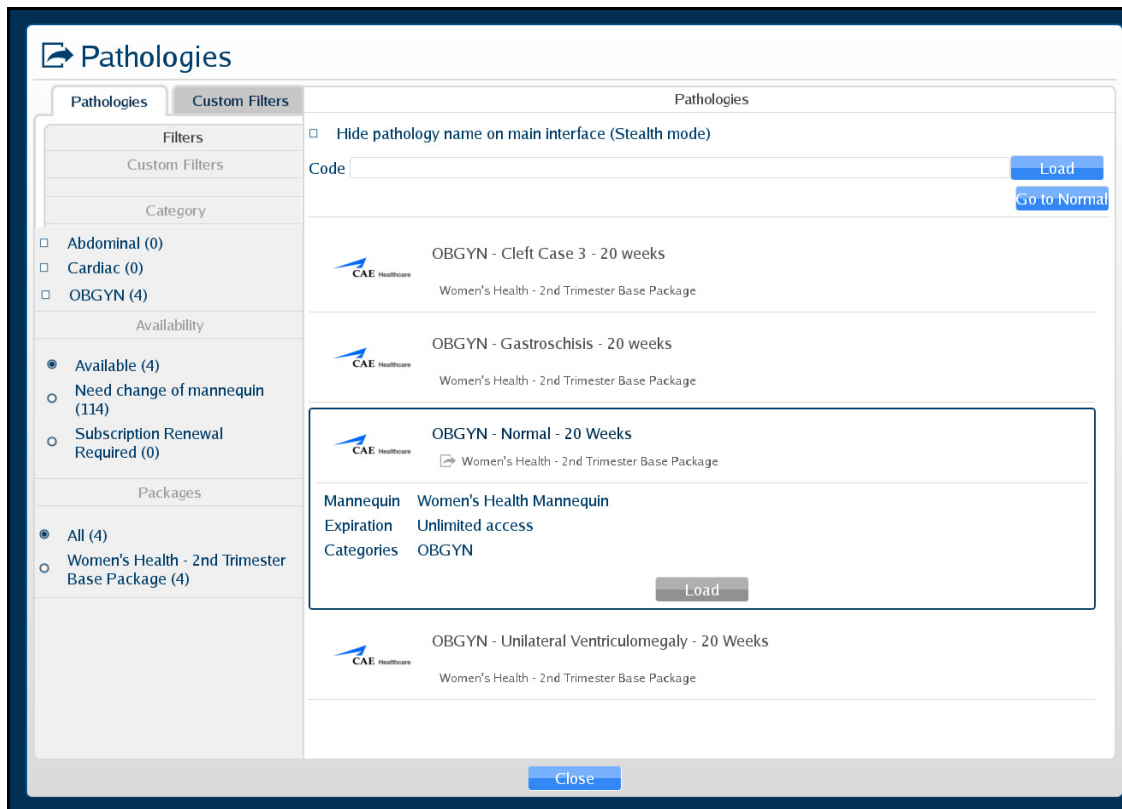 Pathologies
Pathologies
Custom Filters
Filters
Custom Filters
Category
Abdominal (0)
Cardiac (0)
OBGYN (4)
Availability
Available (4)
Need change of mannequin
(114)
Subscription Renewal
Required (0)
Packages
All (4)
Women's Health - 2nd Trimester
Base Package (4)
Pathologies
Hide pathology name on main interface (Stealth mode)
Code
Load
Go to Normal
CAE Healthcare
OBGYN - Cleft Case 3 - 20 weeks
Women's Health - 2nd Trimester Base Package
CAE Healthcare
OBGYN - Gastroschisis - 20 weeks
Women's Health - 2nd Trimester Base Package
CAE Healthcare
OBGYN - Normal - 20 Weeks
Women's Health - 2nd Trimester Base Package
Mannequin Women's Health Mannequin
Expiration Unlimited access
Categories OBGYN
Load
CAE Healthcare
OBGYN - Unilateral Ventriculomegaly - 20 Weeks
Women's Health - 2nd Trimester Base Package
Close